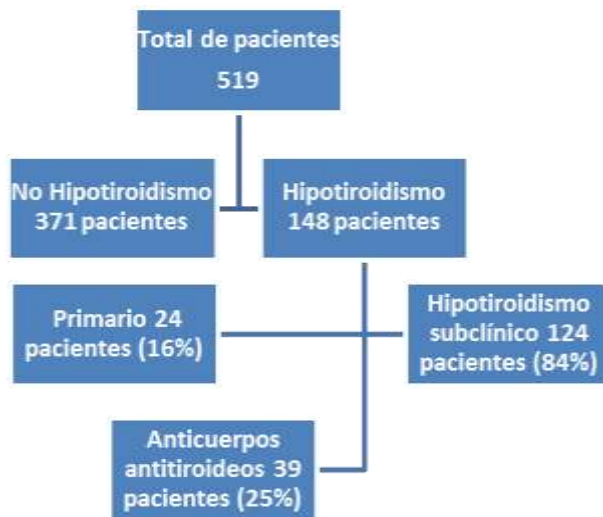 Total de pacientes
519
No Hipotiroidismo
371 pacientes
Hipotiroidismo
148 pacientes
Primario 24
pacientes (16%)
Hipotiroidismo
subclínico 124
pacientes (84%)
Anticuerpos
antitiroideos 39
pacientes (25%)